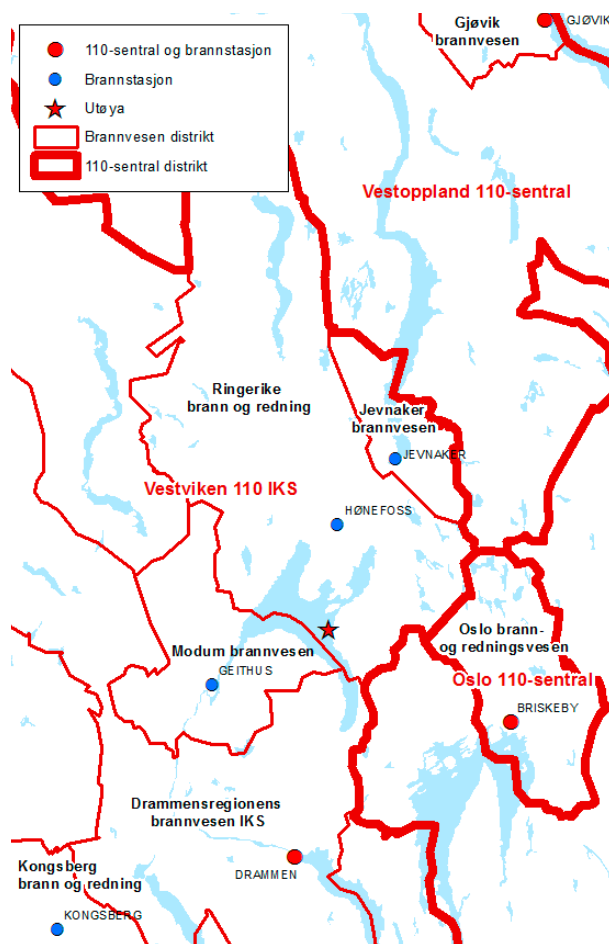 Gjøvik
brannvesen
GJØVIK
110-sentral og brannstasjon
Brannstasjon
Utøya
Brannvesen distrikt
110-sentral distrikt
Vestoppland 110-sentral
Ringerike
brann og redning
Jevnaker
brannvesen
JEVNAKER
Vestviken 110 IKS
HØNEFOSS
Oslo brann-
og redningsvesen
Modum brannvesen
GEITHUS
Oslo 110-sentral
BRISKEBY
Drammensregionens
brannvesen IKS
DRAMMEN
Kongsberg
brann og redning
KONGSBERG